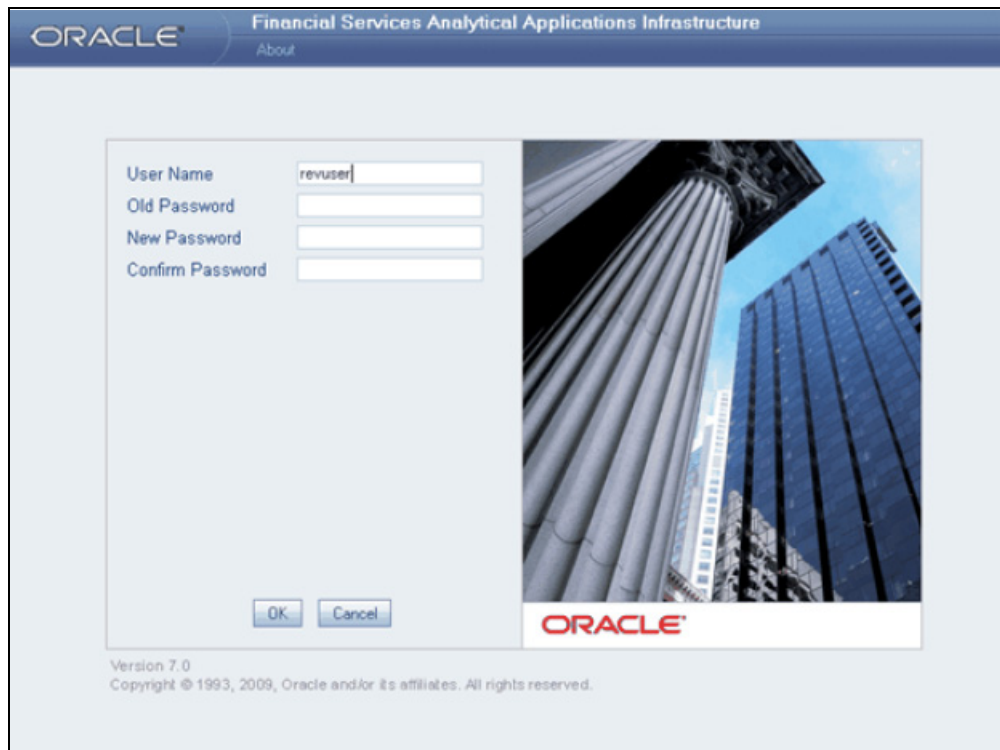 ORACLE
Financial Services Analytical Applications Infrastructure
About
User Name revuser
Old Password
New Password
Confirm Password
OK Cancel
ORACLE
Version 7.0
Copyright © 1993, 2009, Oracle and/or its affiliates. All rights reserved.